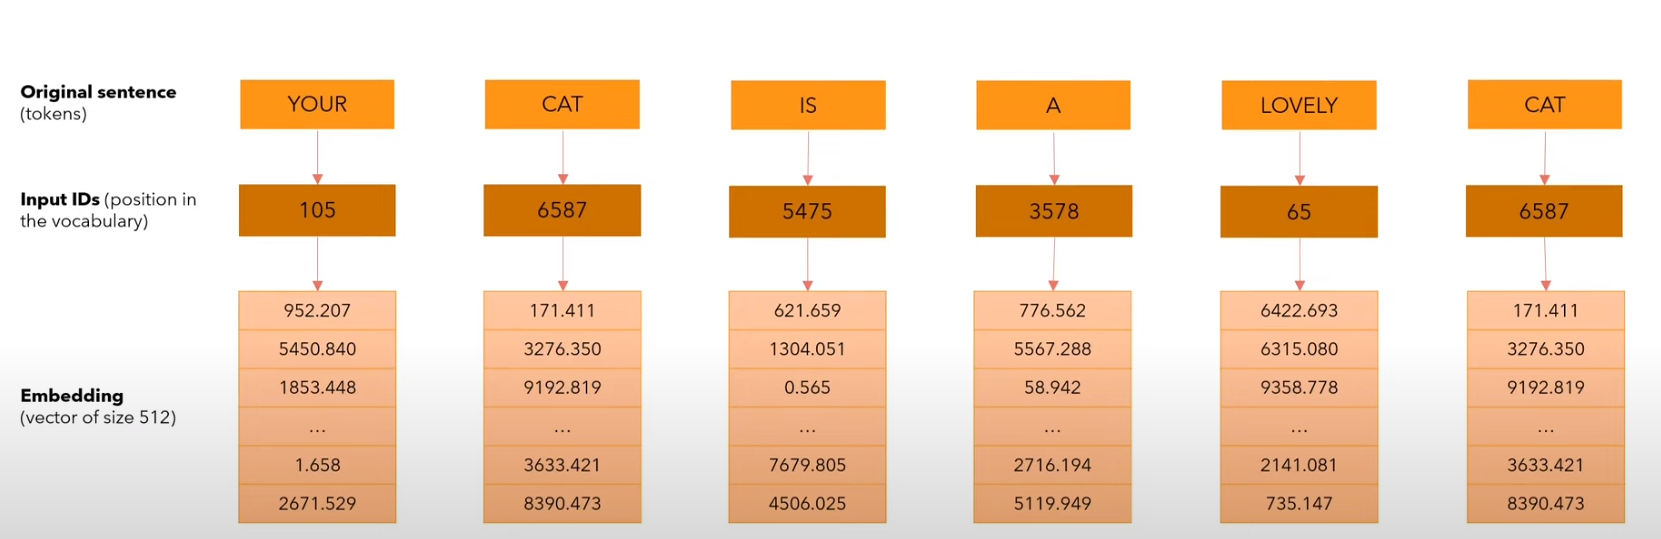 Original sentence
(tokens)
YOUR CAT IS A LOVELY CAT
Input IDs (position in
the vocabulary)
105 6587 5475 3578 65 6587
Embedding
(vector of size 512)
952.207 171.411 621.659 776.562 6422.693 171.411
5450.840 3276.350 1304.051 5567.288 6315.080 3276.350
1853.448 9192.819 0.565 58.942 9358.778 9192.819
... ... ... ... ... ...
1.658 3633.421 7679.805 2716.194 2141.081 3633.421
2671.529 8390.473 4506.025 5119.949 735.147 8390.473